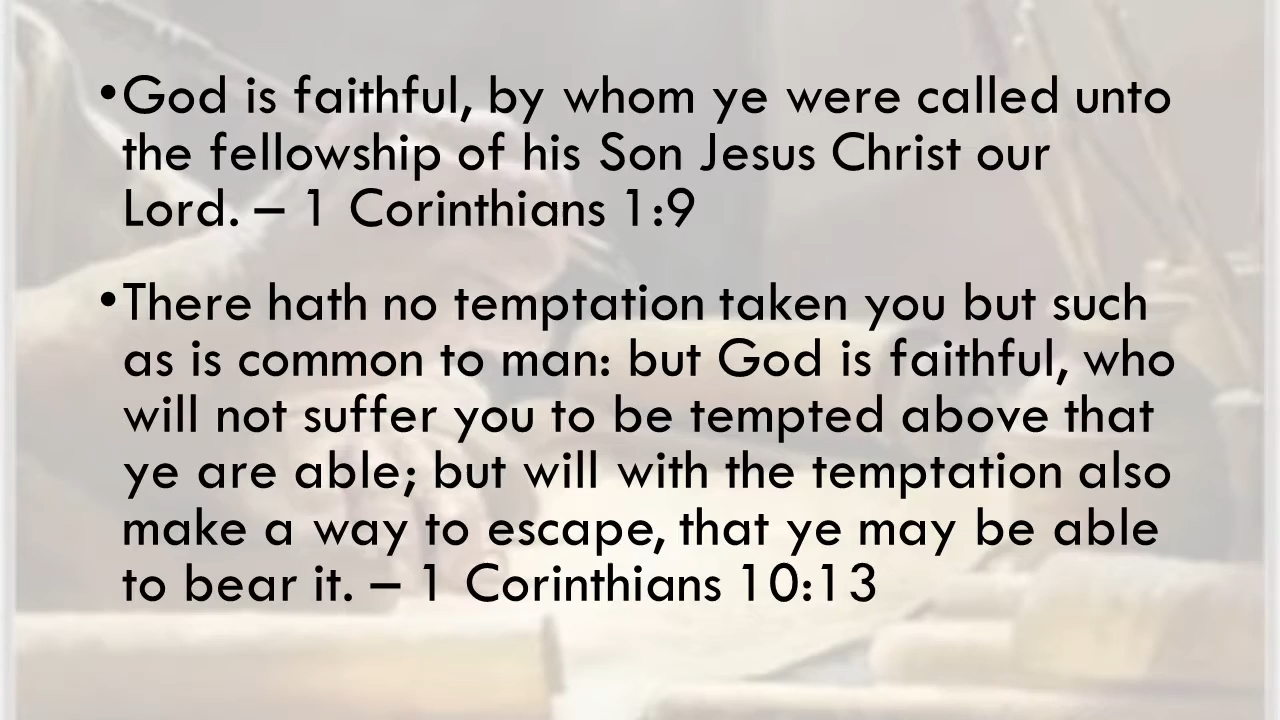 •God is faithful, by whom ye were called unto
the fellowship of his Son Jesus Christ our
Lord. – 1 Corinthians 1:9
•There hath no temptation taken you but such
as is common to man: but God is faithful, who
will not suffer you to be tempted above that
ye are able; but will with the temptation also
make a way to escape, that ye may be able
to bear it. – 1 Corinthians 10:13